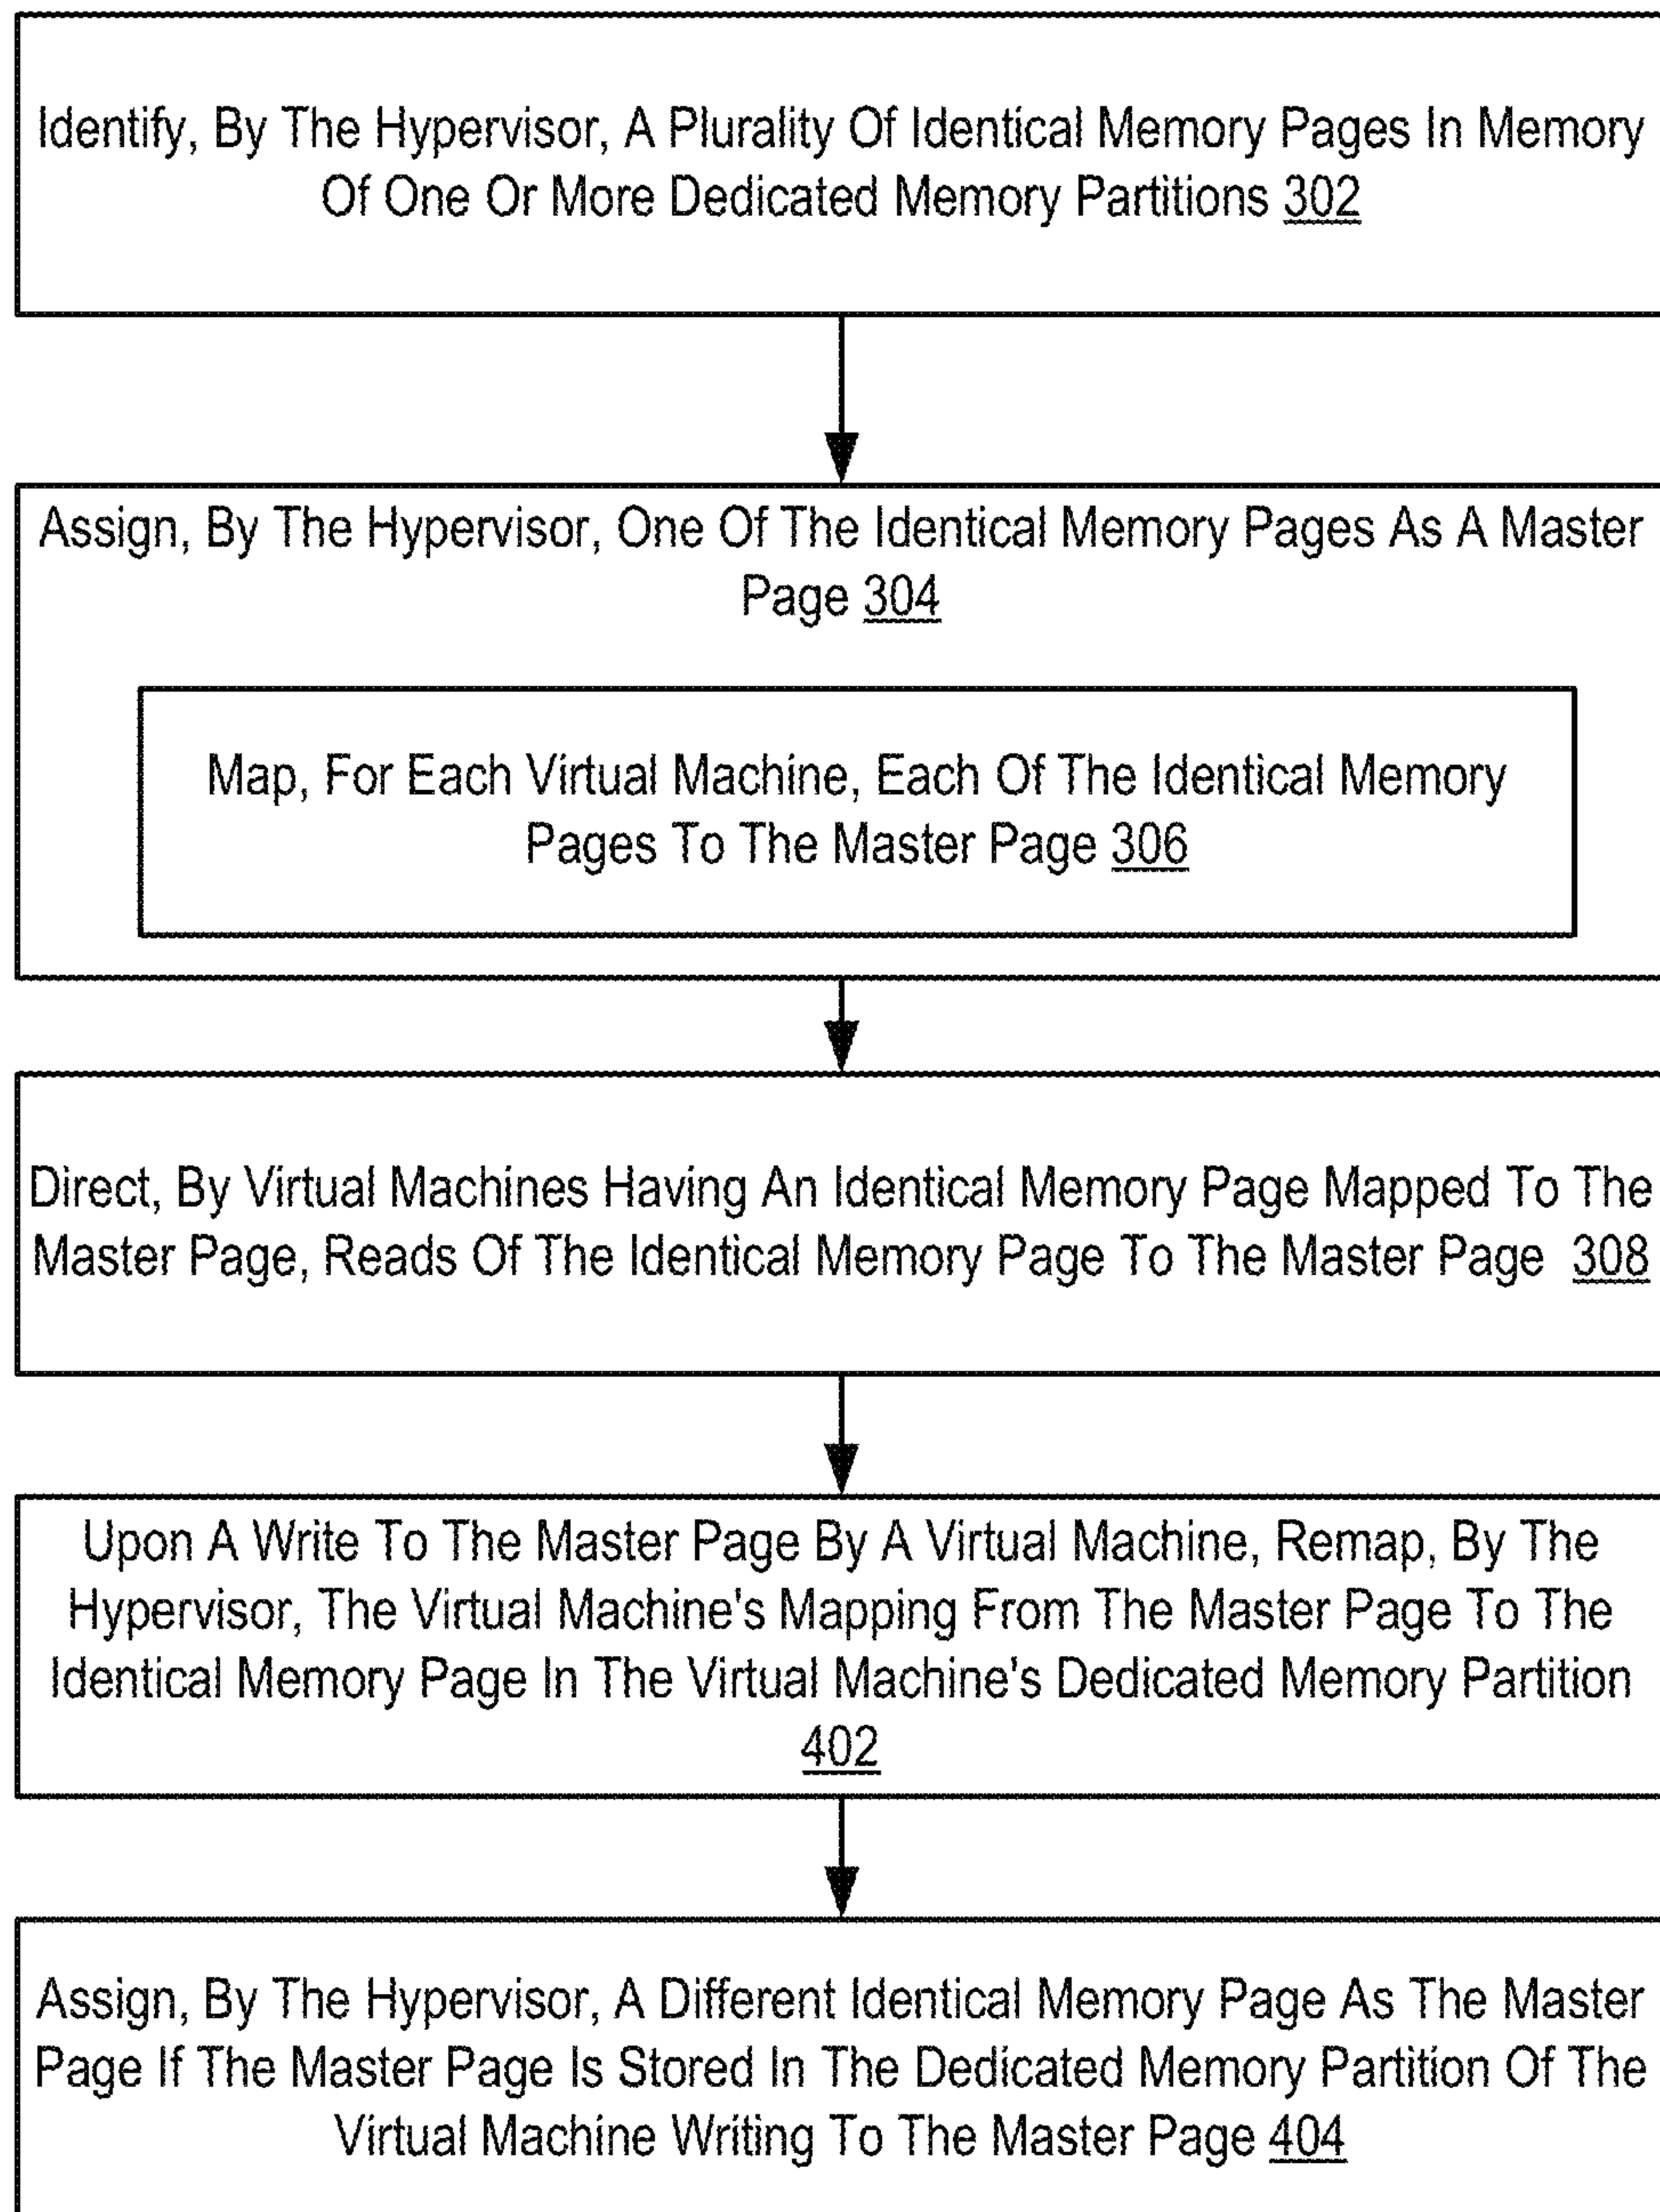 Identify, By The Hypervisor, A Plurality Of Identical Memory Pages In Memory
Of One Or More Dedicated Memory Partitions 302
Assign, By The Hypervisor, One Of The Identical Memory Pages As A Master
Page 304
Map, For Each Virtual Machine, Each Of The Identical Memory
Pages To The Master Page 306
Direct, By Virtual Machines Having An Identical Memory Page Mapped To The
Master Page, Reads Of The Identical Memory Page To The Master Page 308
Upon A Write To The Master Page By A Virtual Machine, Remap, By The
Hypervisor, The Virtual Machine's Mapping From The Master Page To The
Identical Memory Page In The Virtual Machine's Dedicated Memory Partition
402
Assign, By The Hypervisor, A Different Identical Memory Page As The Master
Page If The Master Page Is Stored In The Dedicated Memory Partition Of The
Virtual Machine Writing To The Master Page 404